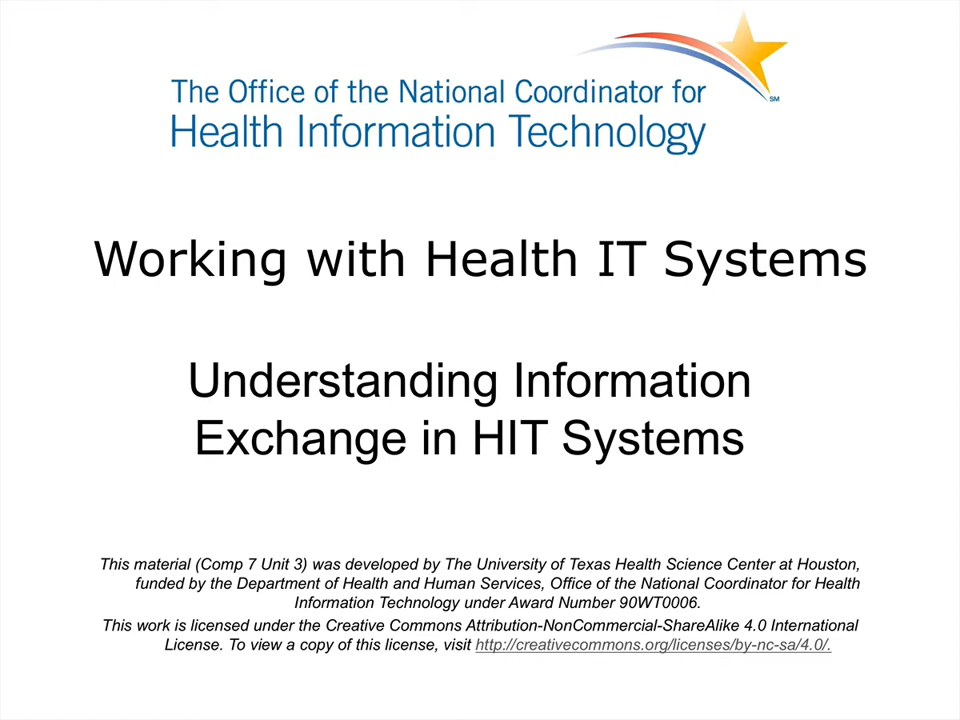 The Office of the National Coordinator for
Health Information Technology
SM
Working with Health IT Systems
Understanding Information
Exchange in HIT Systems
This material (Comp 7 Unit 3) was developed by The University of Texas Health Science Center at Houston,
funded by the Department of Health and Human Services, Office of the National Coordinator for Health
Information Technology under Award Number 90WT0006.
This work is licensed under the Creative Commons Attribution-NonCommercial-ShareAlike 4.0 International
License. To view a copy of this license, visit http://creativecommons.org/licenses/by-nc-sa/4.0/.